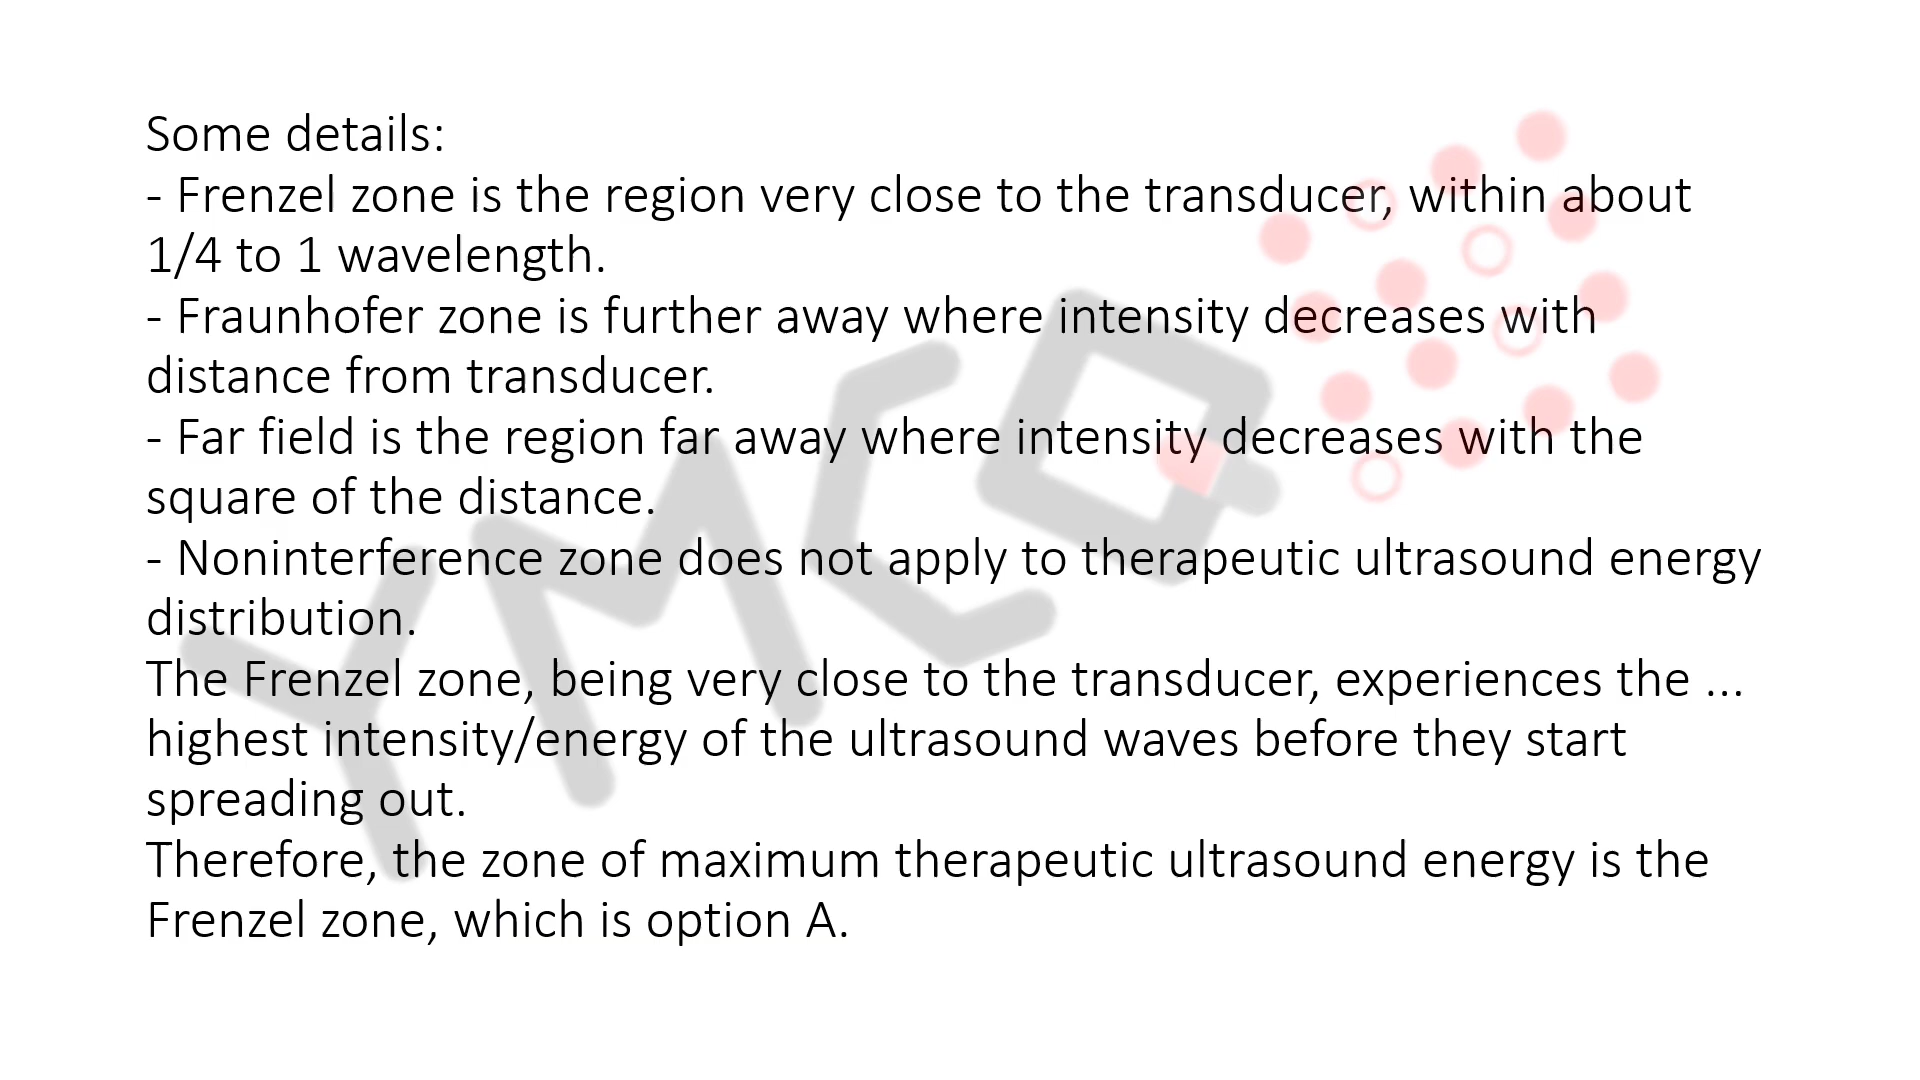 Some details:
- Frenzel zone is the region very close to the transducer, within about
1/4 to 1 wavelength.
- Fraunhofer zone is further away where intensity decreases with
distance from transducer.
- Far field is the region far away where intensity decreases with the
square of the distance.
- Noninterference zone does not apply to therapeutic ultrasound energy
distribution.
The Frenzel zone, being very close to the transducer, experiences the ...
highest intensity/energy of the ultrasound waves before they start
spreading out.
Therefore, the zone of maximum therapeutic ultrasound energy is the
Frenzel zone, which is option A.
YMCQ